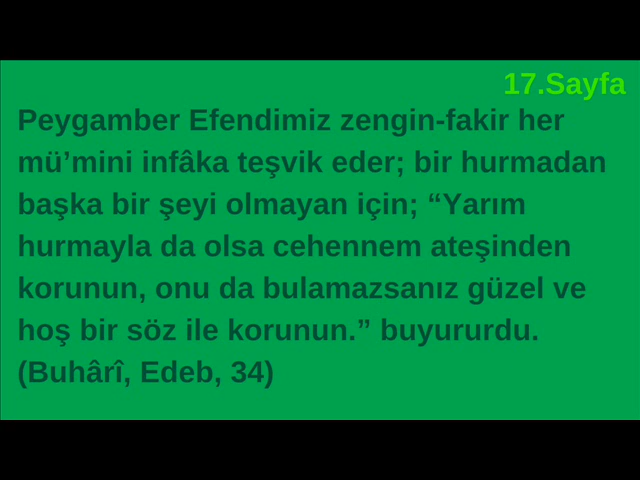 17.Sayfa
Peygamber Efendimiz zengin-fakir her
mü’mini infâka teşvik eder; bir hurmadan
başka bir şeyi olmayan için; “Yarım
hurmayla da olsa cehennem ateşinden
korunun, onu da bulamazsanız güzel ve
hoş bir söz ile korunun.” buyururdu.
(Buhârî, Edeb, 34)